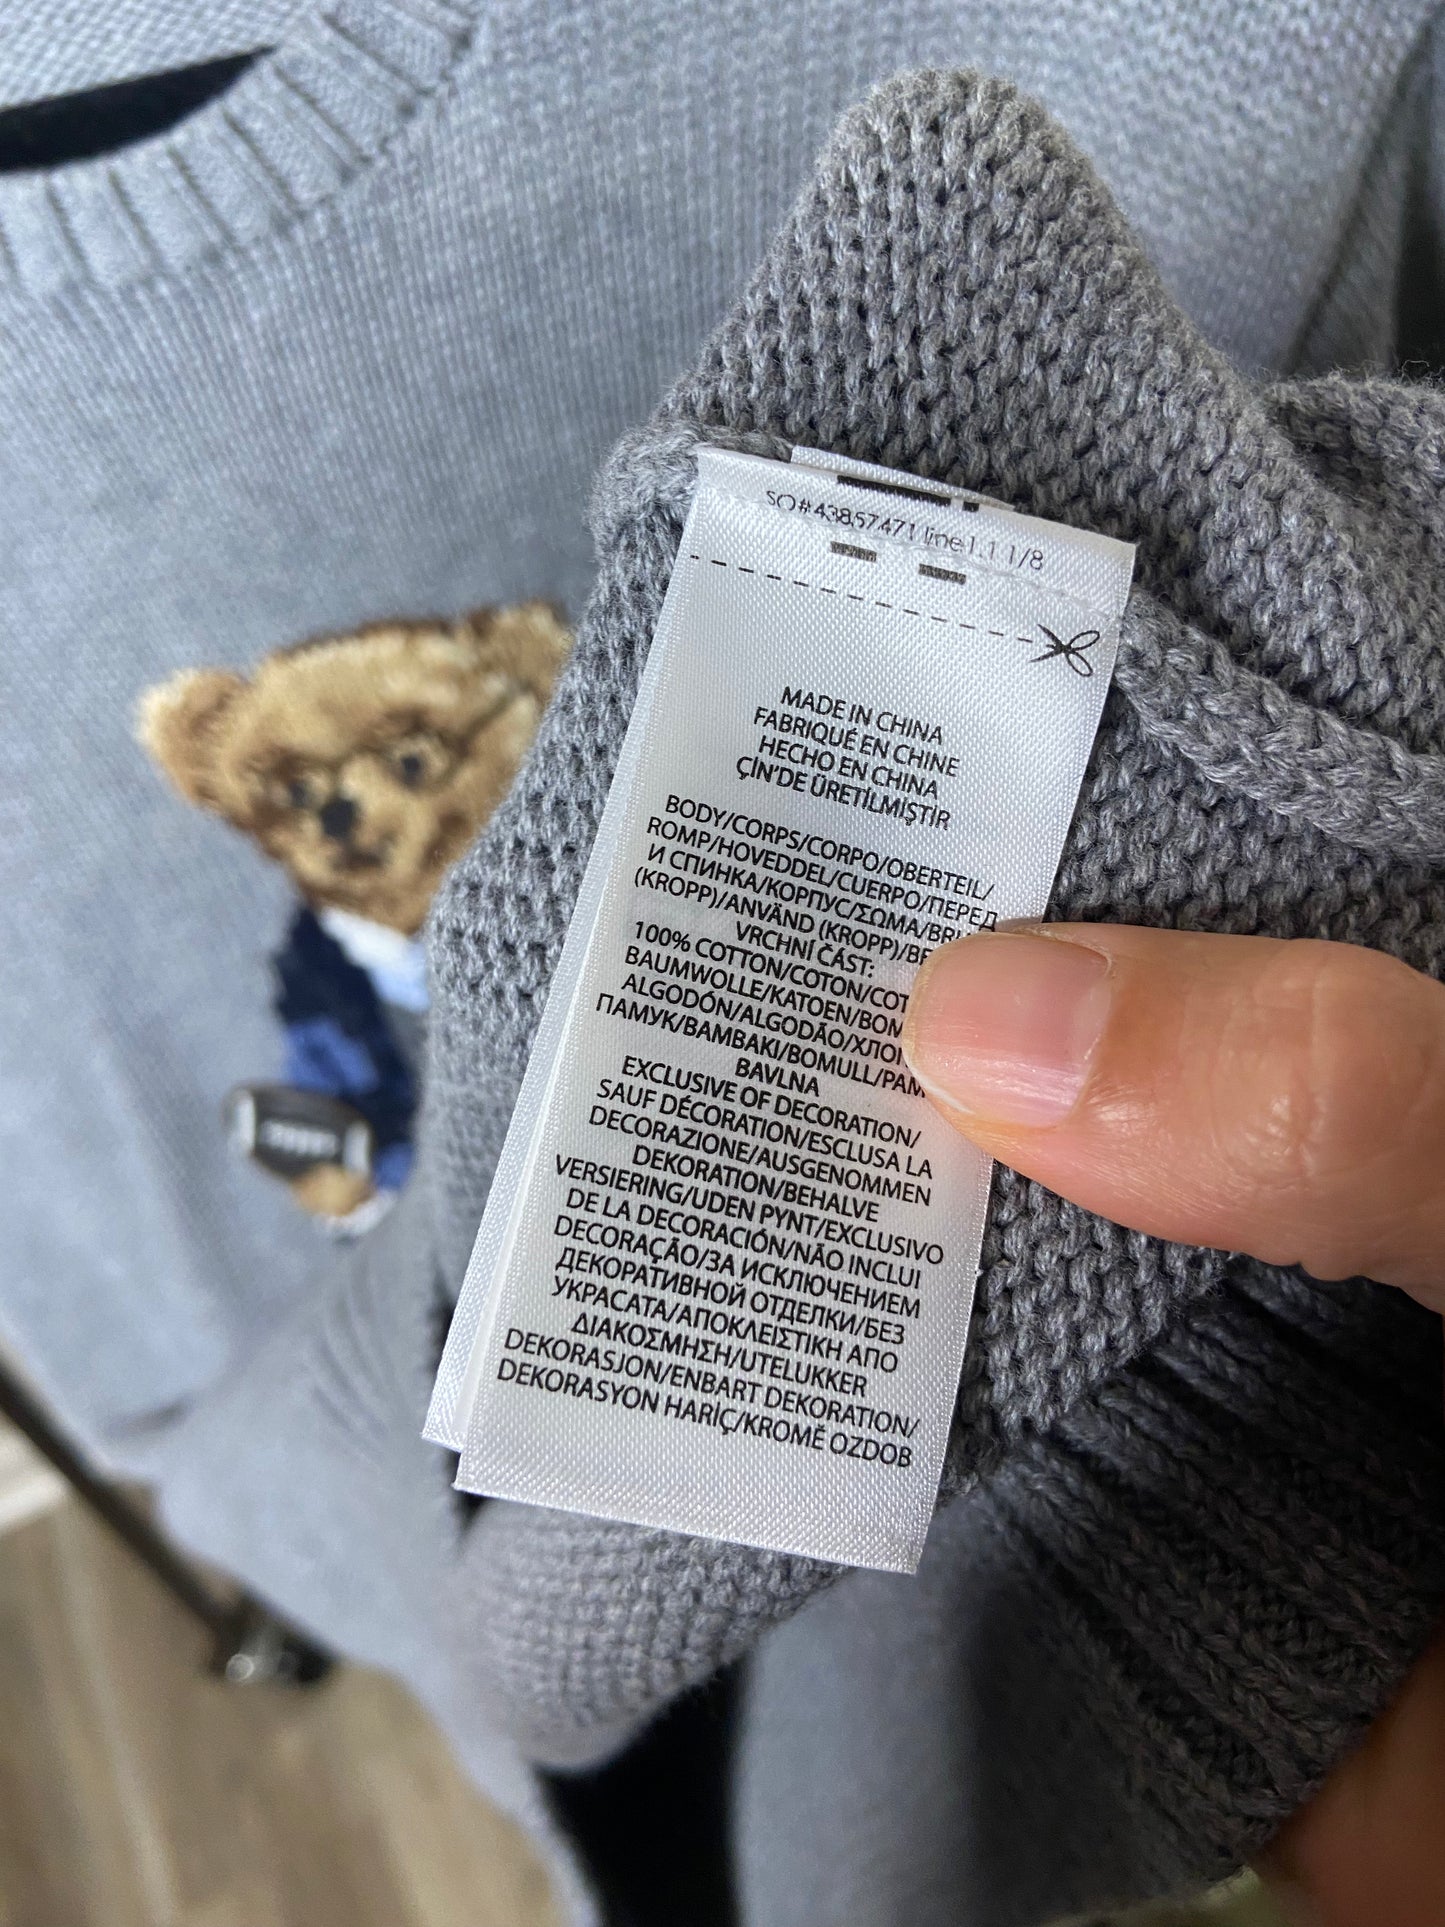 SO#43857471 line1.1 1/8
MADE IN CHINA
FABRIQUÉ EN CHINE
HECHO EN CHINA
ÇİN'DE ÜRETİLMİŞTİR
BODY/CORPS/CORPO/OBERTEIL/
ROMP/HOVEDDEL/CUERPO/ПЕРЕД
И СПИНКА/КОРПУС/ΣΩΜΑ/
(KROPP)/ANVÄND (KROPP)/
VRCHNÍ ČÁST:
100% COTTON/COTON/
BAUMWOLLE/KATOEN/
ALGODÓN/ALGODÃO/
ПАМУК/BAMBAKI/BOMULL/
BAVLNA
EXCLUSIVE OF DECORATION/
SAUF DÉCORATION/ESCLUSA LA
DECORAZIONE/AUSGENOMMEN
DEKORATION/BEHALVE
VERSIERING/UDEN PYNT/EXCLUSIVO
DE LA DECORACIÓN/NÃO INCLUI
DECORAÇÃO/ЗА ИСКЛЮЧЕНИЕМ
ДЕКОРАТИВНОЙ ОТДЕЛКИ/БЕЗ
УКРАСАТА/ΑΠΟΚΛΕΙΣΤΙΚΗ ΑΠΟ
ΔΙΑΚΟΣΜΗΣΗ/UTELUKKER
DEKORASJON/ENBART DEKORATION/
DEKORASYON HARİÇ/KROMĚ OZDOB